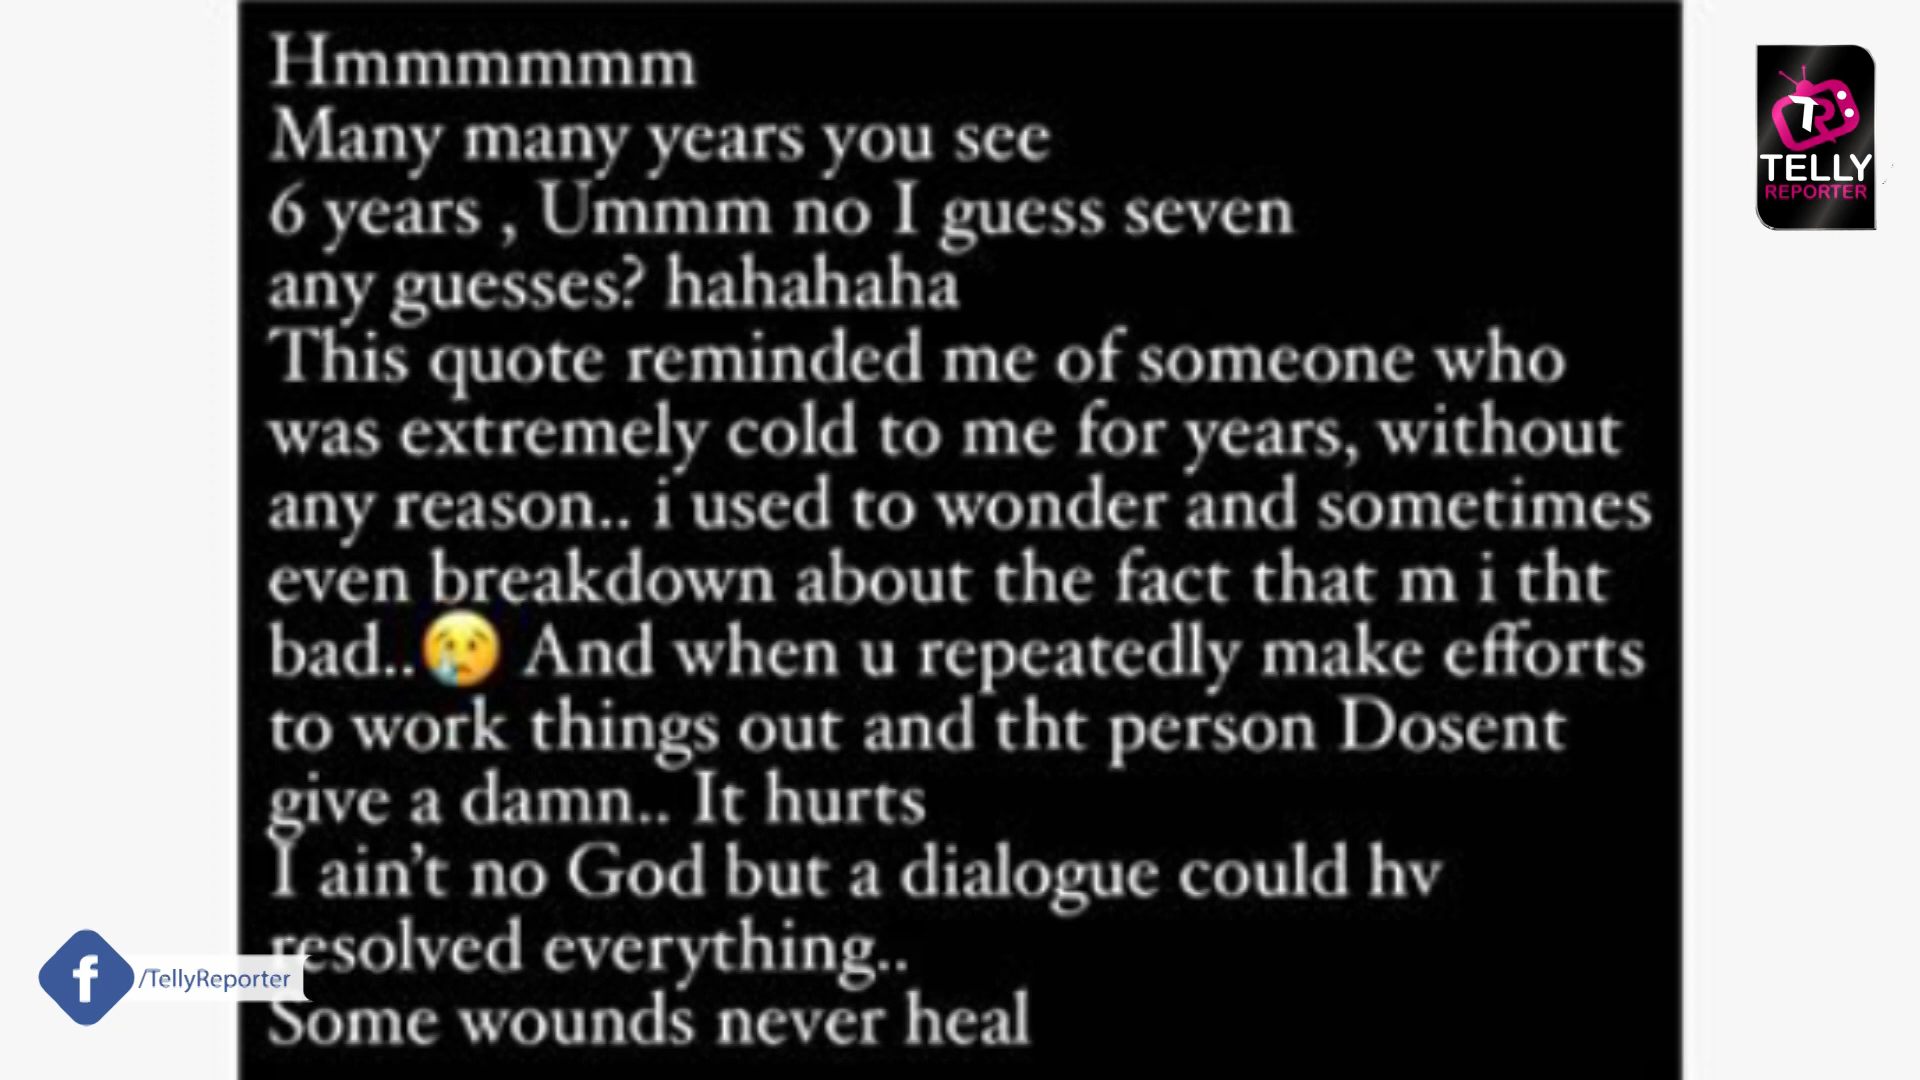 Hmmmmmm
Many many years you see
6 years , Ummm no I guess seven
any guesses? hahahaha
This quote reminded me of someone who
was extremely cold to me for years, without
any reason.. i used to wonder and sometimes
even breakdown about the fact that m i tht
bad..😢 And when u repeatedly make efforts
to work things out and tht person Dosent
give a damn.. It hurts
I ain't no God but a dialogue could hv
resolved everything..
Some wounds never heal
TR
TELLY
REPORTER
f
/TellyReporter